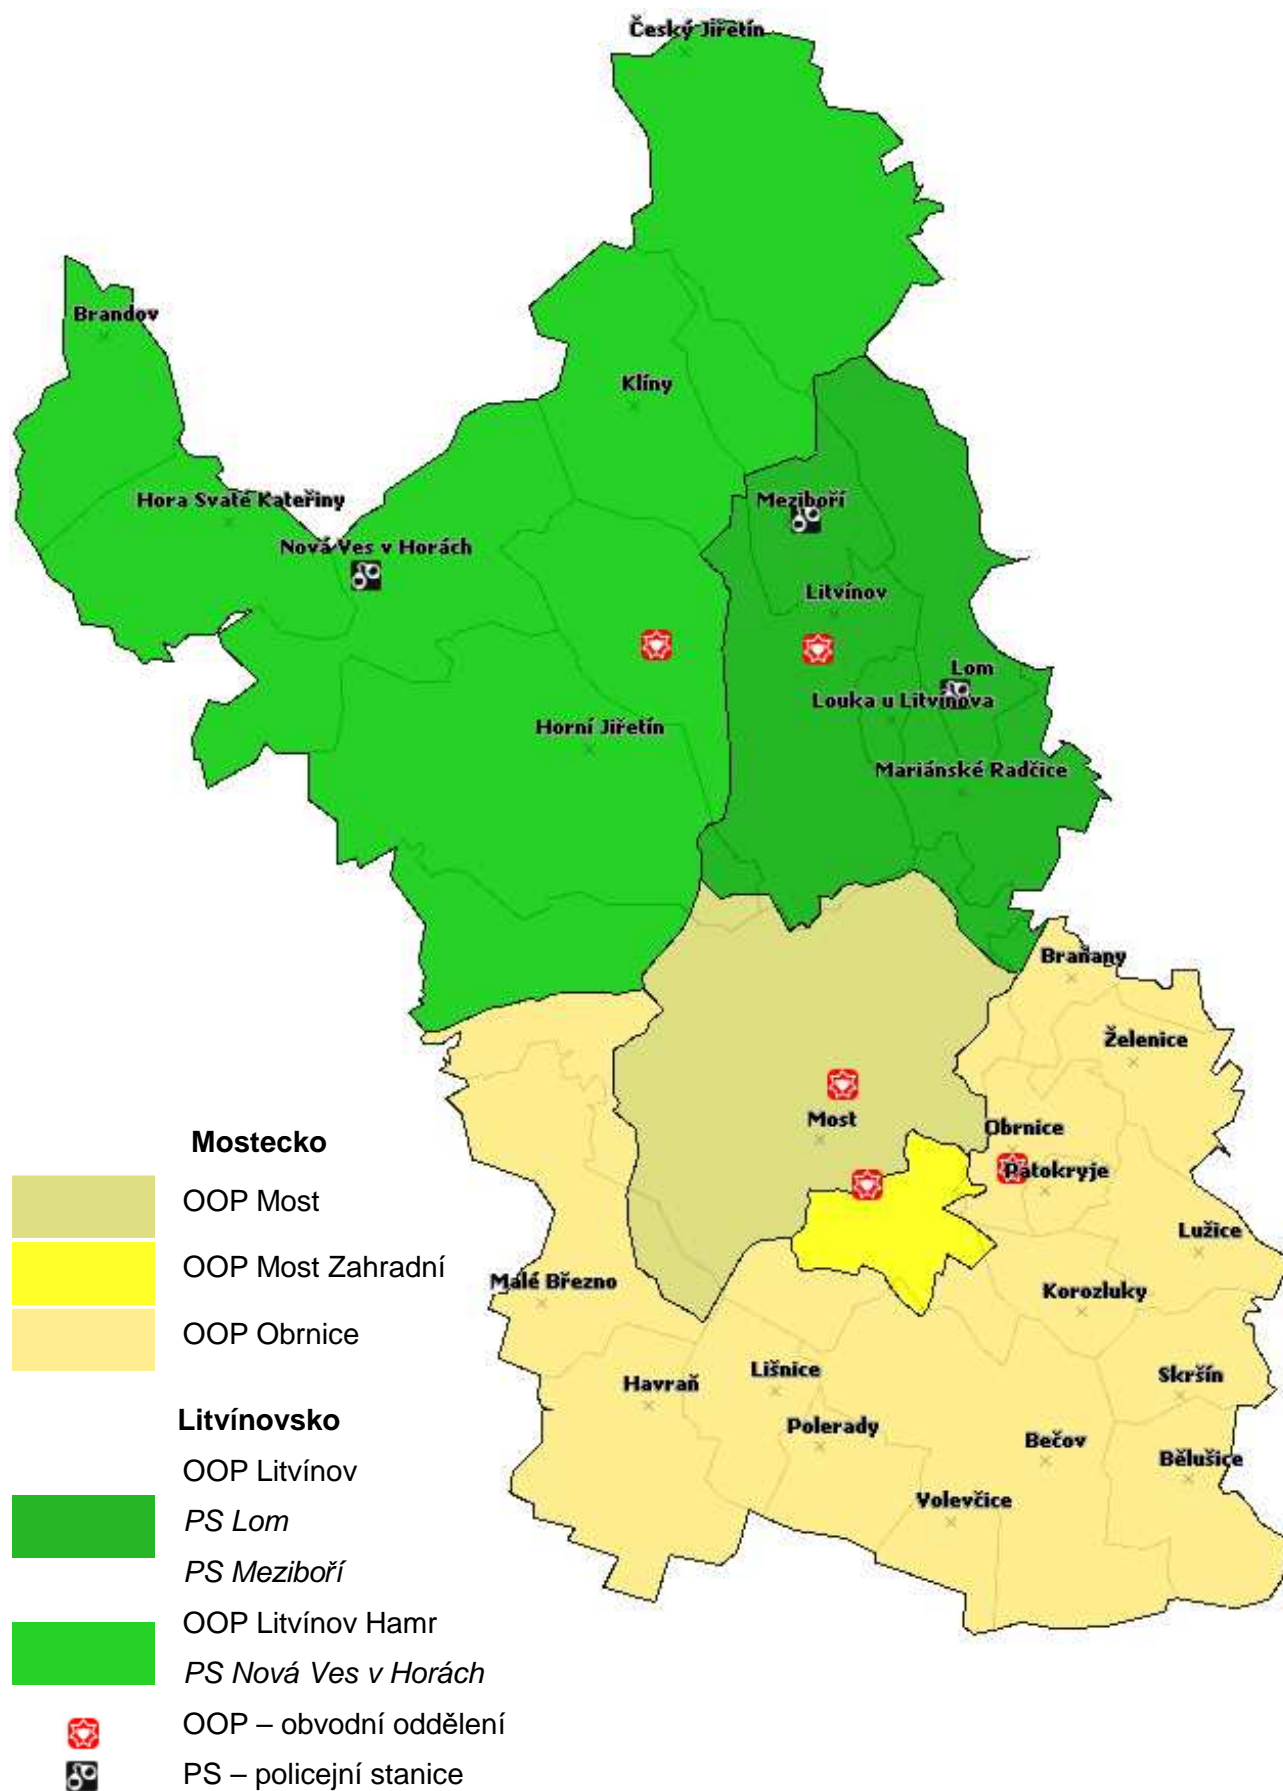 Český Jiřetín
Brandov
Klíny
Hora Svaté Kateřiny
Meziboří
Nová Ves v Horách
Litvínov
Lom
Louka u Litvínova
Horní Jiřetín
Mariánské Radčice
Braňany
Želenice
Most
Obrnice
Patokryje
Lužice
Malé Březno
Korozluky
Lišnice
Havraň
Skršín
Polerady
Bečov
Bělušice
Volevčice
Mostecko
OOP Most
OOP Most Zahradní
OOP Obrnice
Litvínovsko
OOP Litvínov
PS Lom
PS Meziboří
OOP Litvínov Hamr
PS Nová Ves v Horách
OOP – obvodní oddělení
PS – policejní stanice